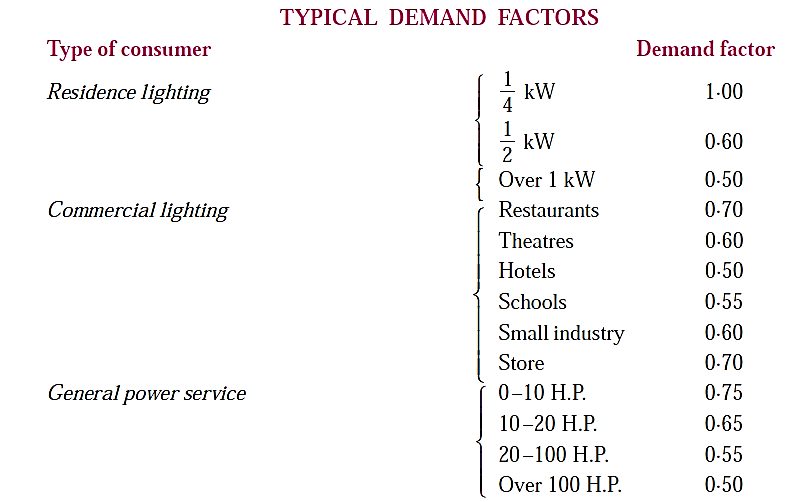 TYPICAL DEMAND FACTORS
Type of consumer Demand factor
Residence lighting 1/4 kW 1·00
1/2 kW 0·60
Over 1 kW 0·50
Commercial lighting Restaurants 0·70
Theatres 0·60
Hotels 0·50
Schools 0·55
Small industry 0·60
Store 0·70
General power service 0–10 H.P. 0·75
10–20 H.P. 0·65
20–100 H.P. 0·55
Over 100 H.P. 0·50